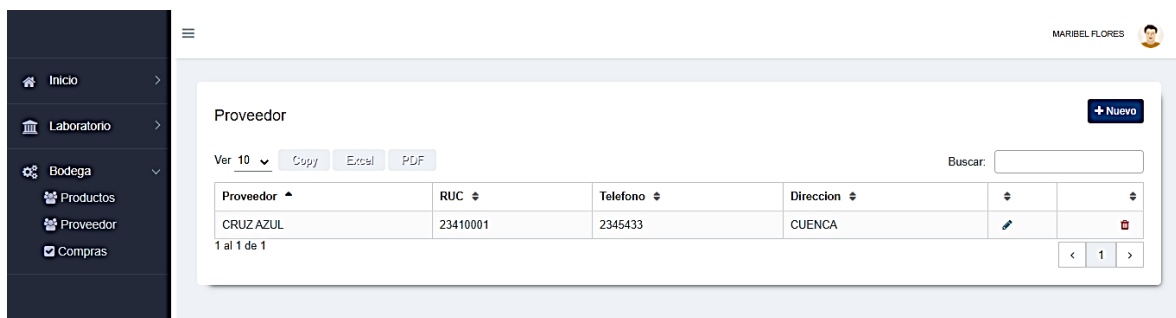 MARIBEL FLORES
Inicio
Laboratorio
Bodega
Productos
Proveedor
Compras
Proveedor
+ Nuevo
Ver 10 Copy Excel PDF Buscar:
Proveedor RUC Telefono Direccion
CRUZ AZUL 23410001 2345433 CUENCA
1 al 1 de 1
‹ 1 ›